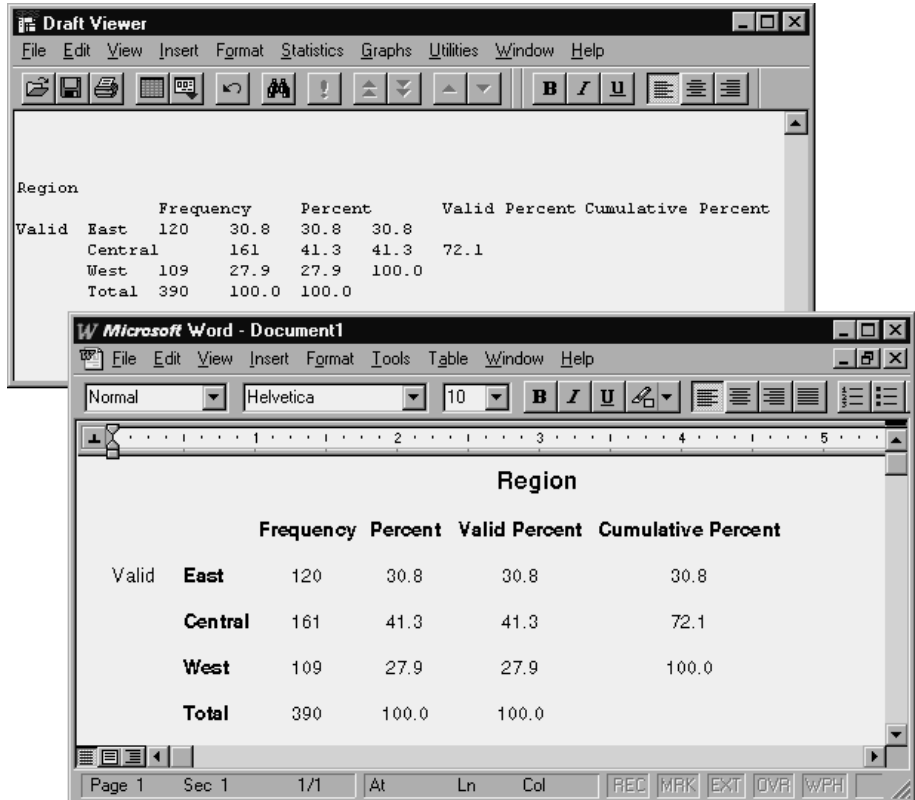 Draft Viewer
File Edit View Insert Format Statistics Graphs Utilities Window Help
B I U
Region
Frequency Percent Valid Percent Cumulative Percent
Valid East 120 30.8 30.8 30.8
Central 161 41.3 41.3 72.1
West 109 27.9 27.9 100.0
Total 390 100.0 100.0
Microsoft Word - Document1
File Edit View Insert Format Tools Table Window Help
Normal Helvetica 10 B I U
1 2 3 4 5
Region
Frequency Percent Valid Percent Cumulative Percent
Valid East 120 30.8 30.8 30.8
Central 161 41.3 41.3 72.1
West 109 27.9 27.9 100.0
Total 390 100.0 100.0
Page 1 Sec 1 1/1 At Ln Col REC MRK EXT OVR WPH